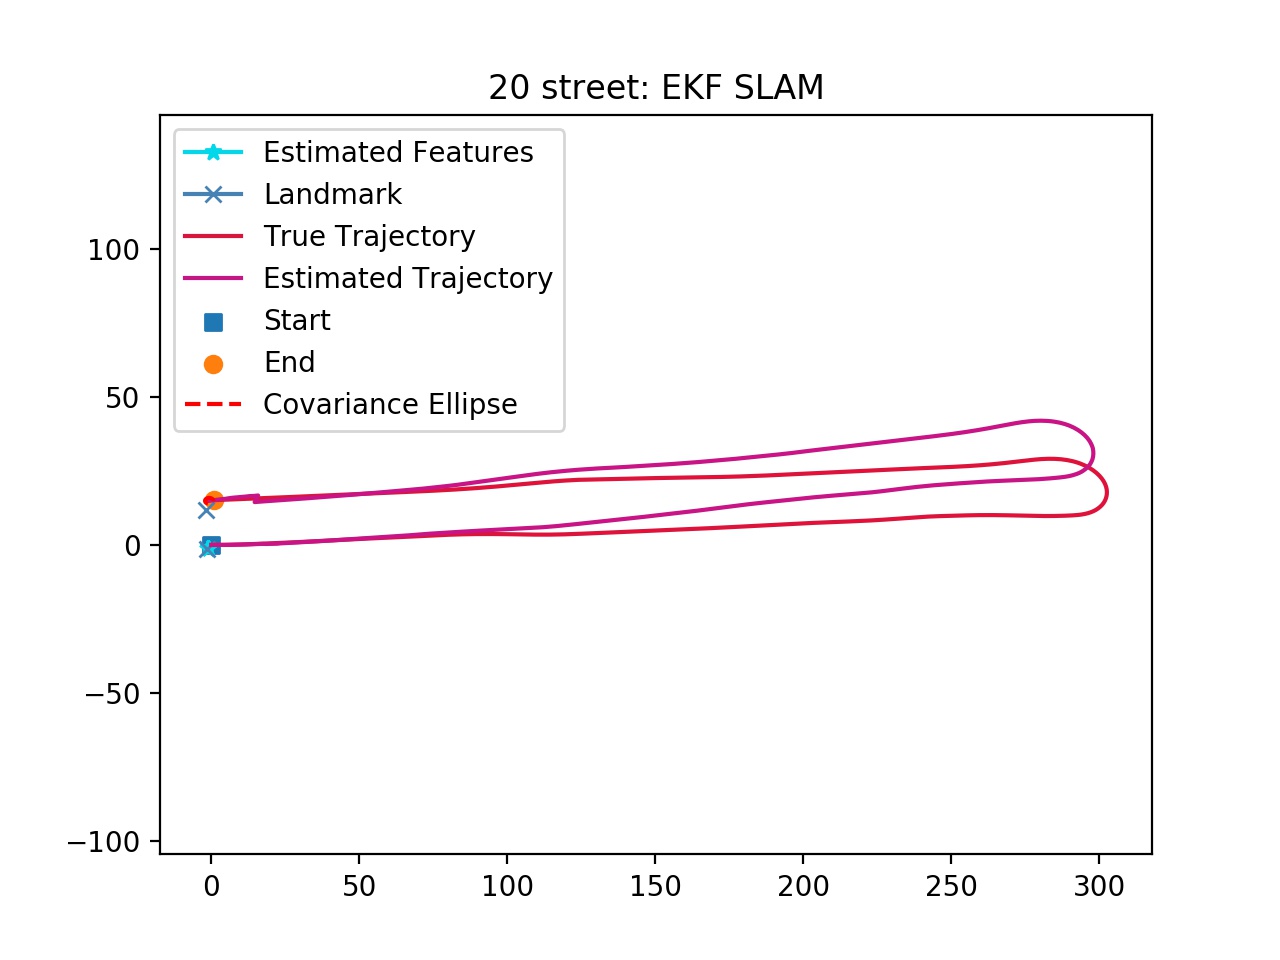 20 street: EKF SLAM
Estimated Features
Landmark
True Trajectory
Estimated Trajectory
Start
End
Covariance Ellipse
100
50
0
−50
−100
0 50 100 150 200 250 300